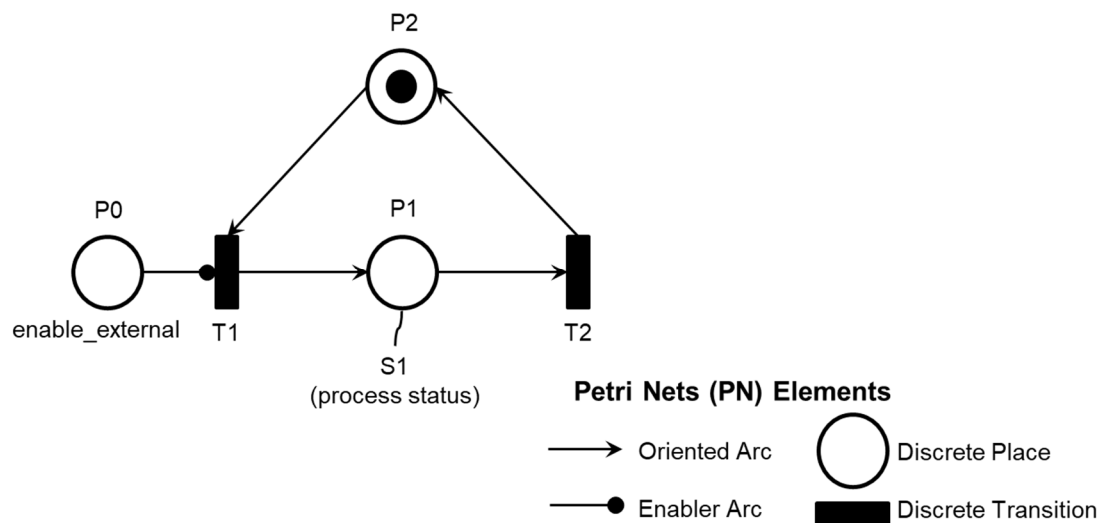 P2
P0
P1
enable_external
T1
T2
S1
(process status)
Petri Nets (PN) Elements
Oriented Arc
Discrete Place
Enabler Arc
Discrete Transition